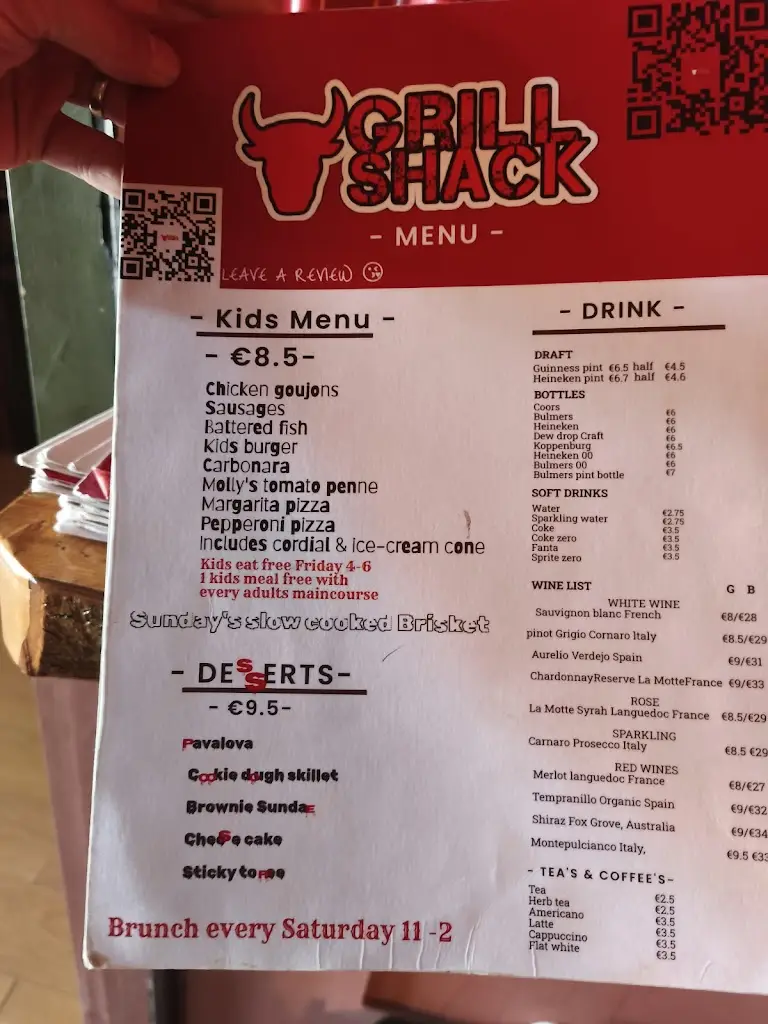 GRILL
SHACK
- MENU -
LEAVE A REVIEW
- Kids Menu -
- €8.5-
Chicken goujons
Sausages
Battered fish
Kids burger
Carbonara
Molly's tomato penne
Margarita pizza
Pepperoni pizza
Includes cordial & ice-cream cone
Kids eat free Friday 4-6
1 kids meal free with
every adults maincourse
Sunday's slow cooked Brisket
- DESSERTS-
- €9.5-
Pavalova
Cookie dough skillet
Brownie Sundae
Cheese cake
Sticky
Brunch every Saturday 11 -2
- DRINK -
DRAFT
Guinness pint €6.5 half €4.5
Heineken pint €6.7 half €4.6
BOTTLES
Coors €6
Bulmers €6
Heineken €6
Dew drop Craft €6
Koppenburg €6.5
Heineken 00 €6
Bulmers 00 €6
Bulmers pint bottle €7
SOFT DRINKS
Water €2.75
Sparkling water €2.75
Coke €3.5
Coke zero €3.5
Fanta €3.5
Sprite zero €3.5
WINE LIST G B
WHITE WINE
Sauvignon blanc French €8/€28
pinot Grigio Cornaro Italy €8.5/€29
Aurelio Verdejo Spain €9/€31
ChardonnayReserve La MotteFrance €9/€33
ROSE
La Motte Syrah Languedoc France €8.5/€29
SPARKLING
Carnaro Prosecco Italy €8.5 €29
RED WINES
Merlot languedoc France €8/€27
Tempranillo Organic Spain €9/€32
Shiraz Fox Grove, Australia €9/€34
Montepulcianco Italy, €9.5 €33
- TEA'S & COFFEE'S-
Tea €2.5
Herb tea €2.5
Americano €3.5
Latte €3.5
Cappuccino €3.5
Flat white €3.5